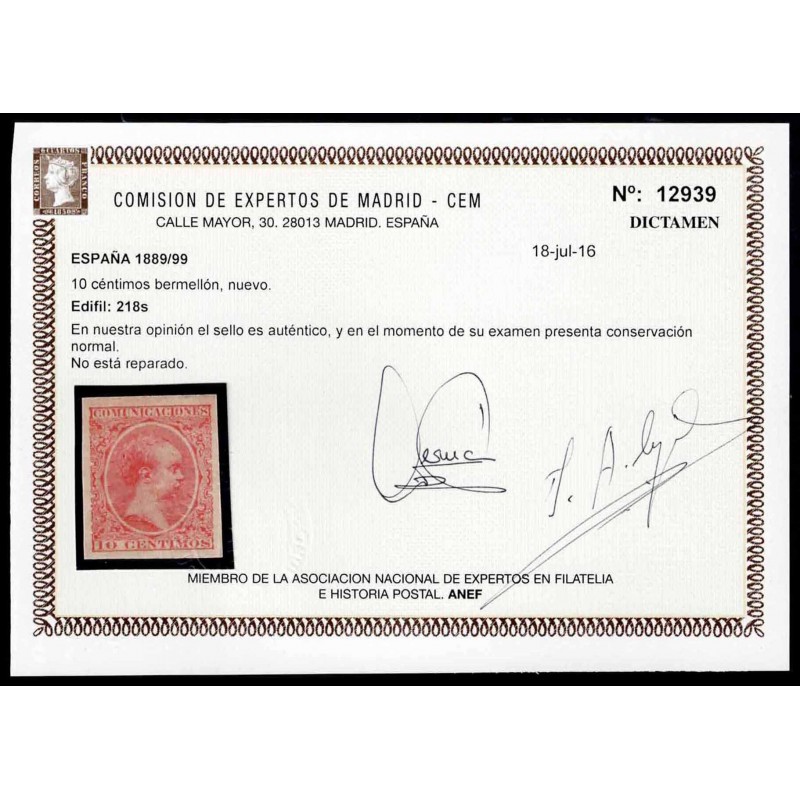 CORREOS
6 CUARTOS
FRANCO
1850
COMISION DE EXPERTOS DE MADRID - CEM
CALLE MAYOR, 30. 28013 MADRID. ESPAÑA
Nº: 12939
DICTAMEN
18-jul-16
ESPAÑA 1889/99
10 céntimos bermellón, nuevo.
Edifil: 218s
En nuestra opinión el sello es auténtico, y en el momento de su examen presenta conservación
normal.
No está reparado.
COMUNICACIONES
10 CENTIMOS
MIEMBRO DE LA ASOCIACION NACIONAL DE EXPERTOS EN FILATELIA
E HISTORIA POSTAL. ANEF